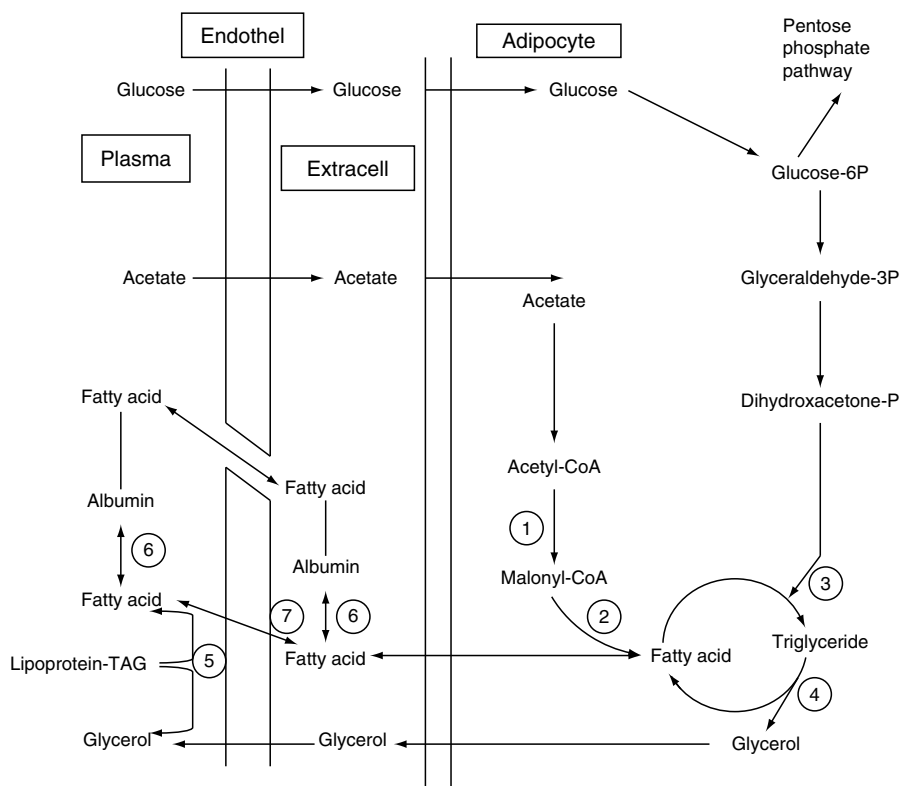 Endothel
Adipocyte
Pentose
phosphate
pathway
Glucose
Glucose
Glucose
Plasma
Extracell
Glucose-6P
Acetate
Acetate
Acetate
Glyceraldehyde-3P
Fatty acid
Dihydroxacetone-P
Acetyl-CoA
Fatty acid
Albumin
1
6
Albumin
Malonyl-CoA
3
Fatty acid
7
6
2
Lipoprotein-TAG
5
Fatty acid
Fatty acid
Triglyceride
4
Glycerol
Glycerol
Glycerol